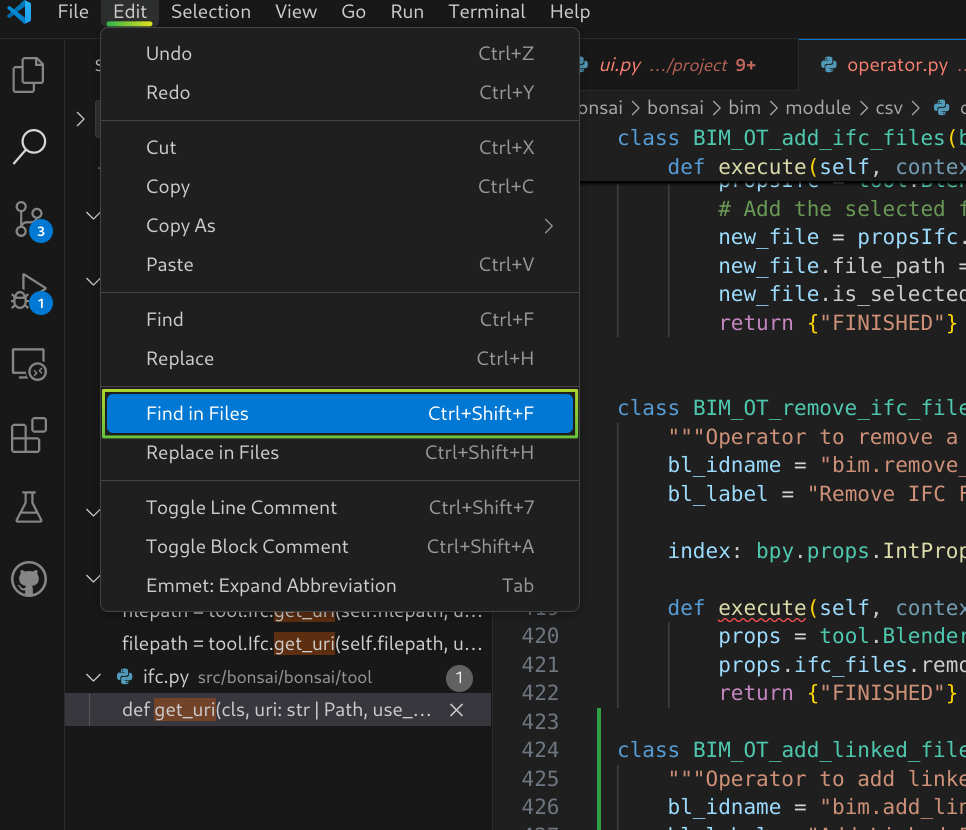 File Edit Selection View Go Run Terminal Help
Undo Ctrl+Z
Redo Ctrl+Y
Cut Ctrl+X
Copy Ctrl+C
Copy As
Paste Ctrl+V
Find Ctrl+F
Replace Ctrl+H
Find in Files Ctrl+Shift+F
Replace in Files Ctrl+Shift+H
Toggle Line Comment Ctrl+Shift+7
Toggle Block Comment Ctrl+Shift+A
Emmet: Expand Abbreviation Tab
3
1
filepath = tool.Ifc.get_uri(self.filepath, u...
filepath = tool.Ifc.get_uri(self.filepath, u...
ifc.py src/bonsai/bonsai/tool 1
def get_uri(cls, uri: str | Path, use_...
ui.py .../project 9+ operator.py ..
onsai > bonsai > bim > module > csv >
class BIM_OT_add_ifc_files(
def execute(self, contex
propsIfc = tool.Blen
# Add the selected f
new_file = propsIfc.
new_file.file_path =
new_file.is_selected
return {"FINISHED"}
class BIM_OT_remove_ifc_file
"""Operator to remove a
bl_idname = "bim.remove_
bl_label = "Remove IFC F
index: bpy.props.IntProp
def execute(self, contex
420 props = tool.Blender
421 props.ifc_files.remo
422 return {"FINISHED"}
423
424 class BIM_OT_add_linked_file
425 """Operator to add linke
426 bl_idname = "bim.add_lin